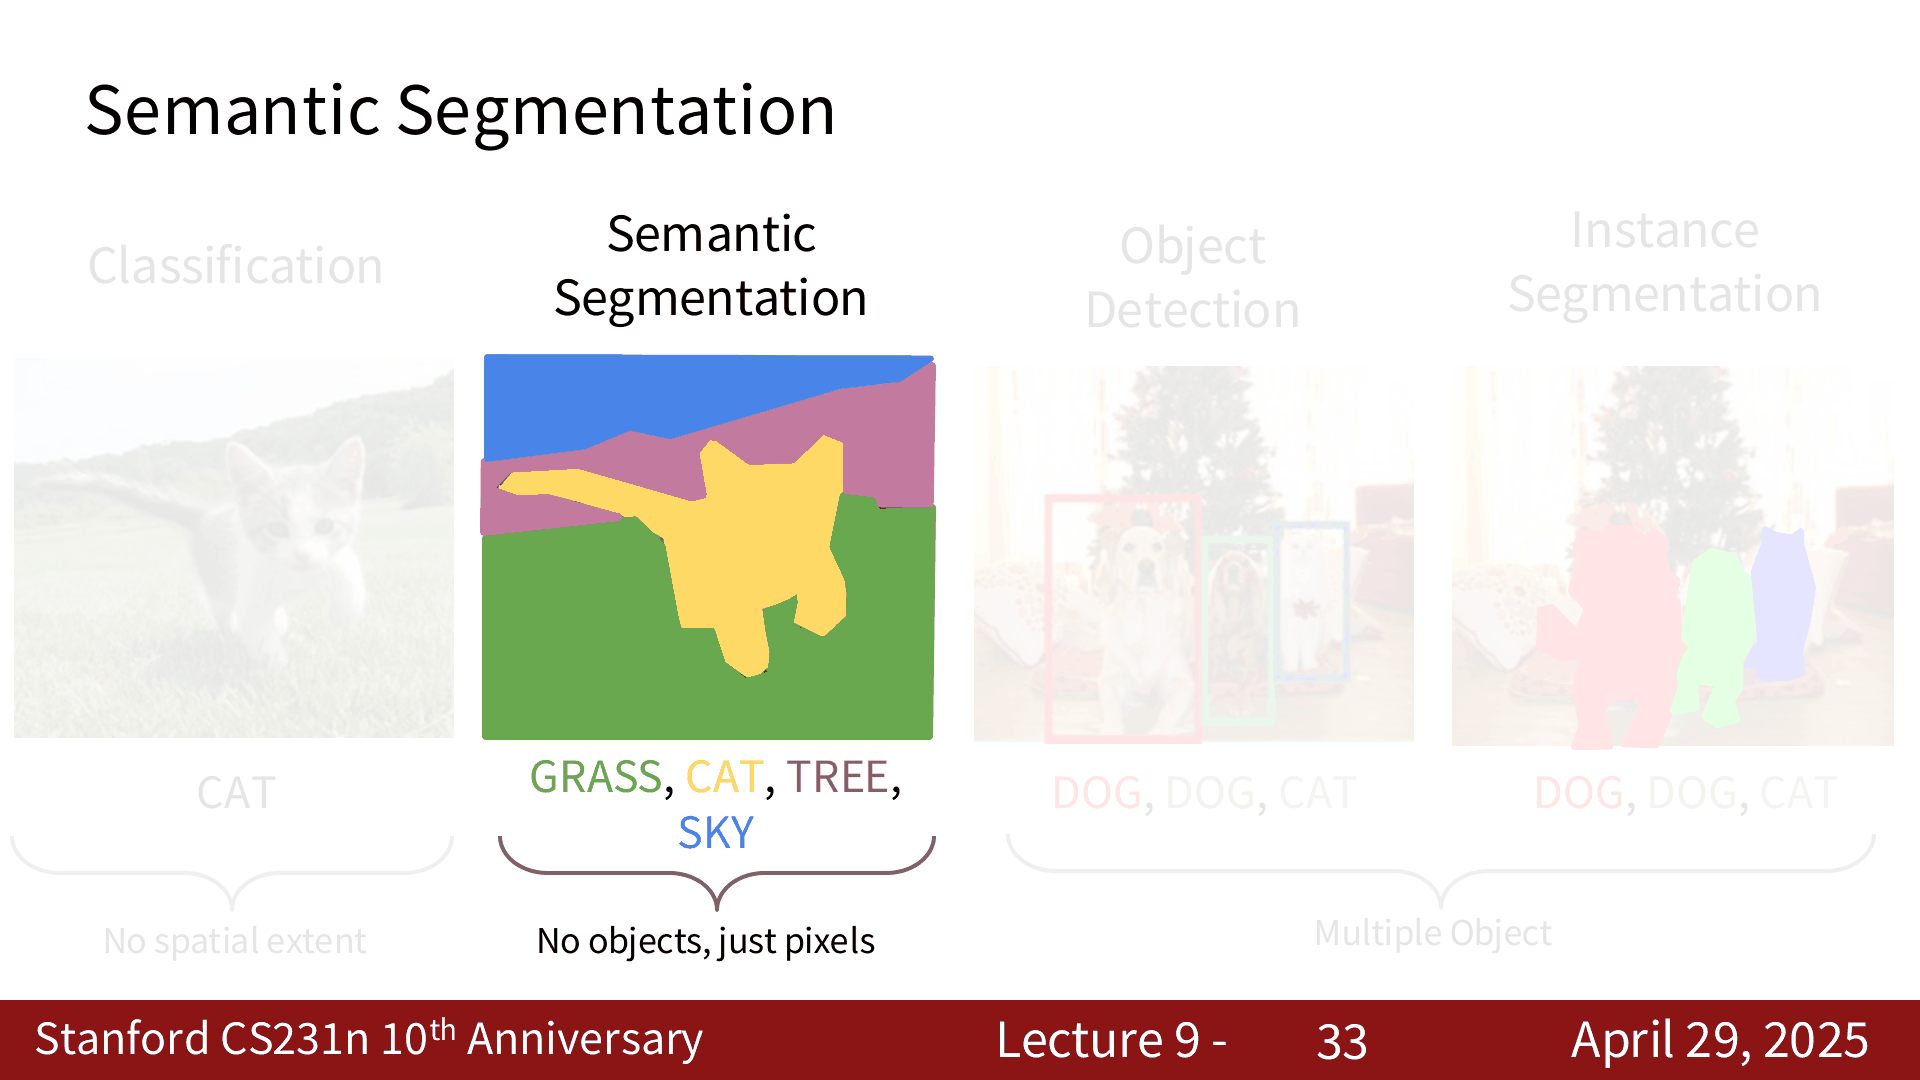 Semantic Segmentation
Classification
Semantic
Segmentation
Object
Detection
Instance
Segmentation
CAT
GRASS, CAT, TREE,
SKY
DOG, DOG, CAT
DOG, DOG, CAT
No spatial extent
No objects, just pixels
Multiple Object
Stanford CS231n 10th Anniversary
Lecture 9 - 33
April 29, 2025